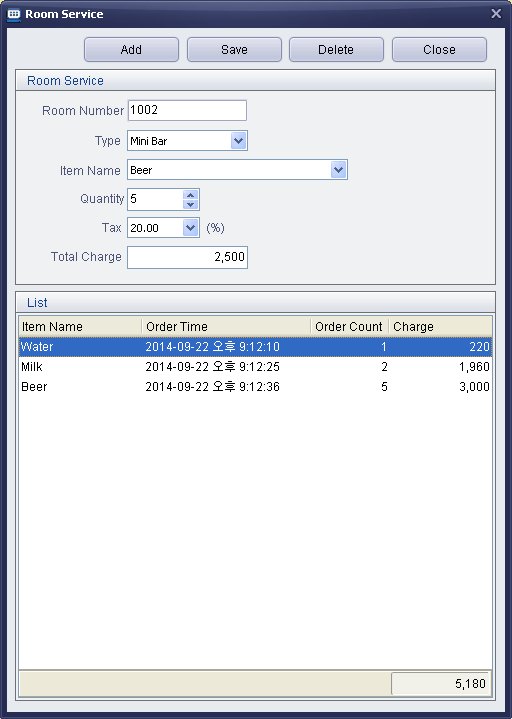 Room Service
Add Save Delete Close
Room Service
Room Number 1002
Type Mini Bar
Item Name Beer
Quantity 5
Tax 20.00 (%)
Total Charge 2,500
List
Item Name Order Time Order Count Charge
Water 2014-09-22 오후 9:12:10 1 220
Milk 2014-09-22 오후 9:12:25 2 1,960
Beer 2014-09-22 오후 9:12:36 5 3,000
5,180